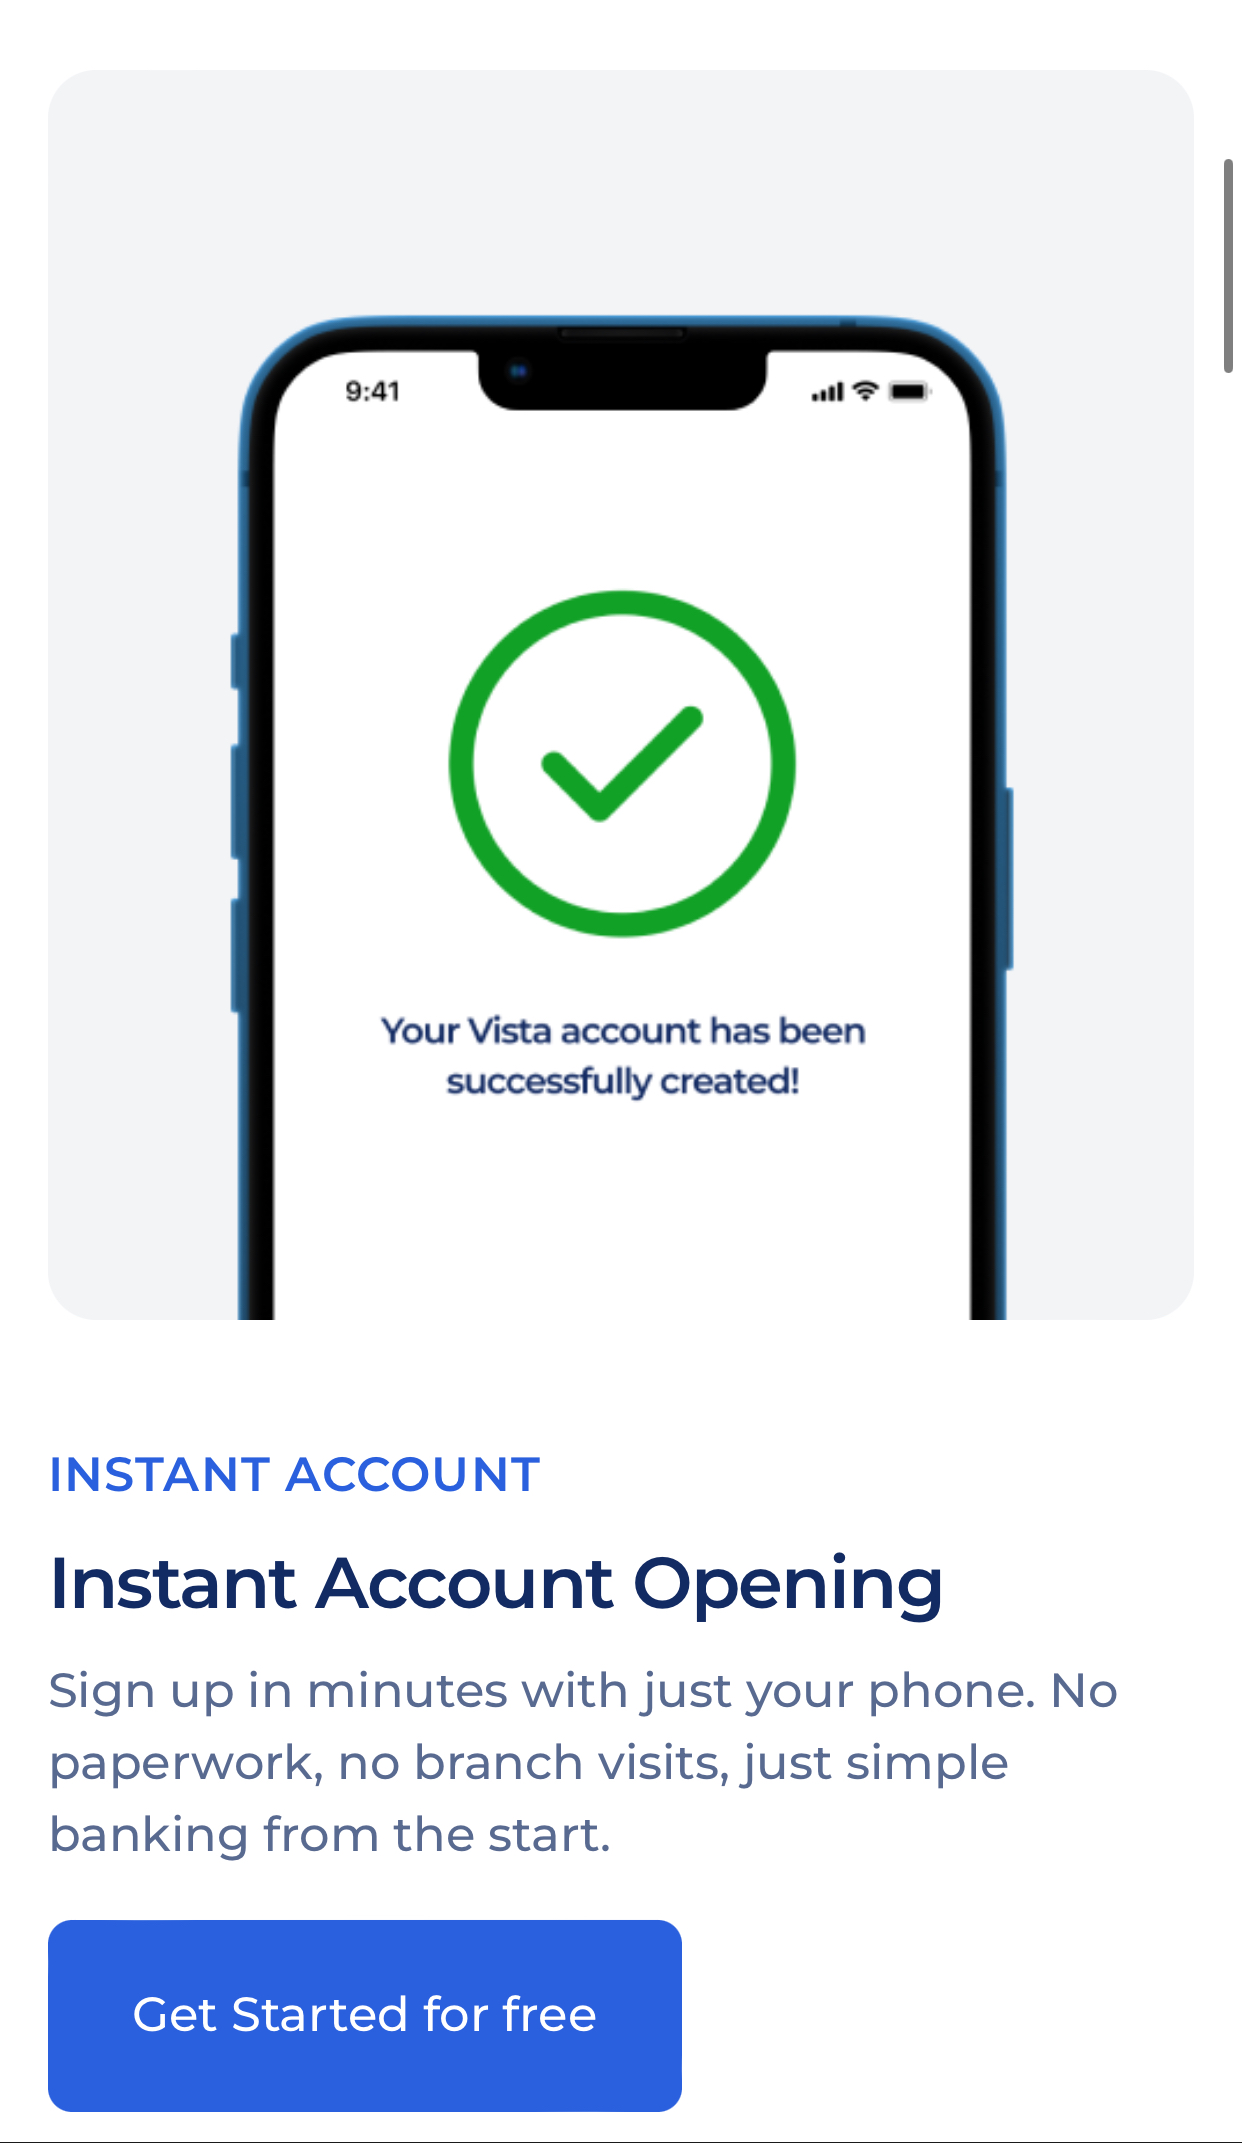 9:41
Your Vista account has been
successfully created!
INSTANT ACCOUNT
Instant Account Opening
Sign up in minutes with just your phone. No
paperwork, no branch visits, just simple
banking from the start.
Get Started for free